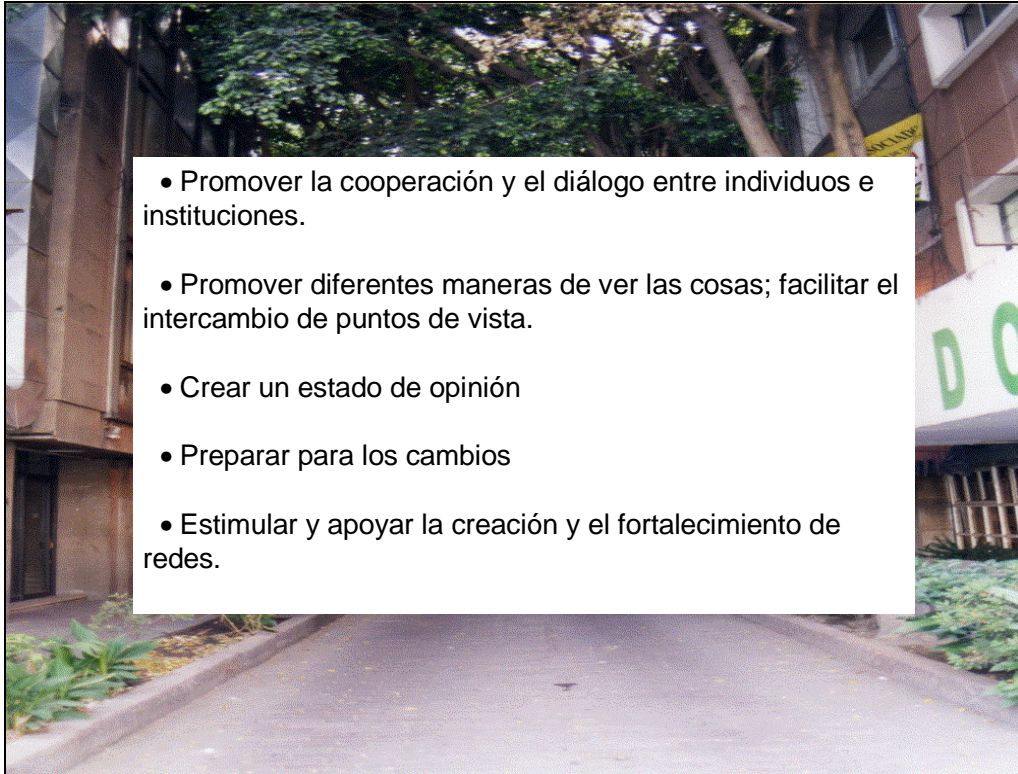 SOCIADO
• Promover la cooperación y el diálogo entre individuos e
instituciones.
• Promover diferentes maneras de ver las cosas; facilitar el
intercambio de puntos de vista.
D O
• Crear un estado de opinión
• Preparar para los cambios
• Estimular y apoyar la creación y el fortalecimiento de
redes.